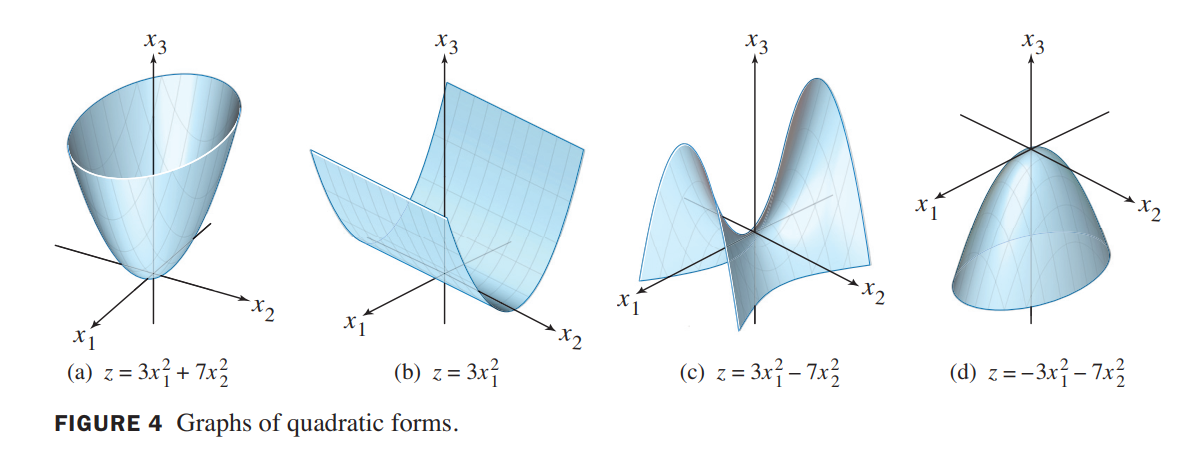 x₃ x₃ x₃ x₃
x₁ x₂ x₁ x₂ x₁ x₂ x₁ x₂
(a) z = 3x₁² + 7x₂² (b) z = 3x₁² (c) z = 3x₁² – 7x₂² (d) z = –3x₁² – 7x₂²
FIGURE 4 Graphs of quadratic forms.